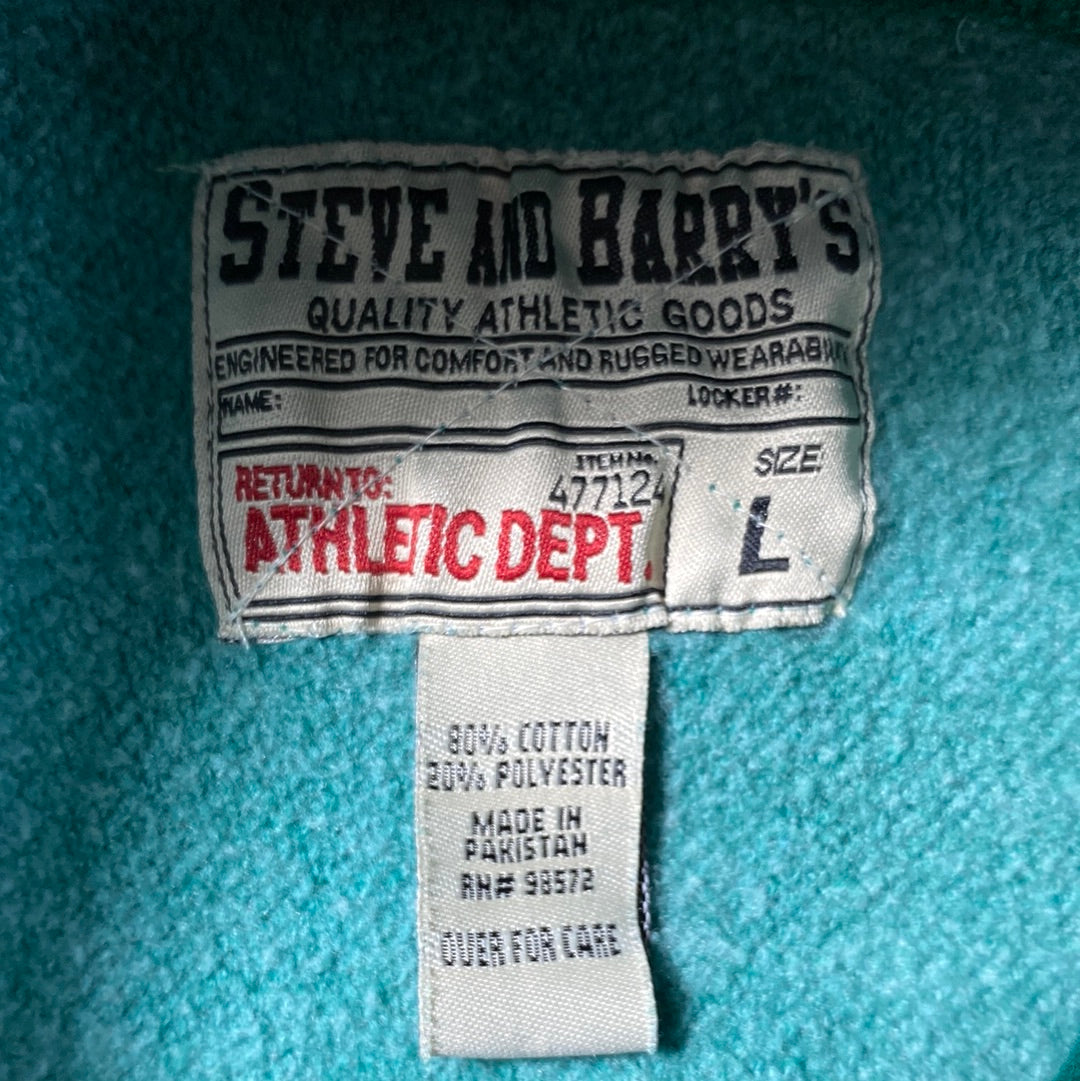 STEVE AND BARRY'S
QUALITY ATHLETIC GOODS
ENGINEERED FOR COMFORT AND RUGGED
NAME: LOCKER#:
RETURN TO: ITEM No. 477124
ATHLETIC DEPT.
SIZE:
L
80% COTTON
20% POLYESTER
MADE IN
PAKISTAN
RN# 98572
OVER FOR CARE